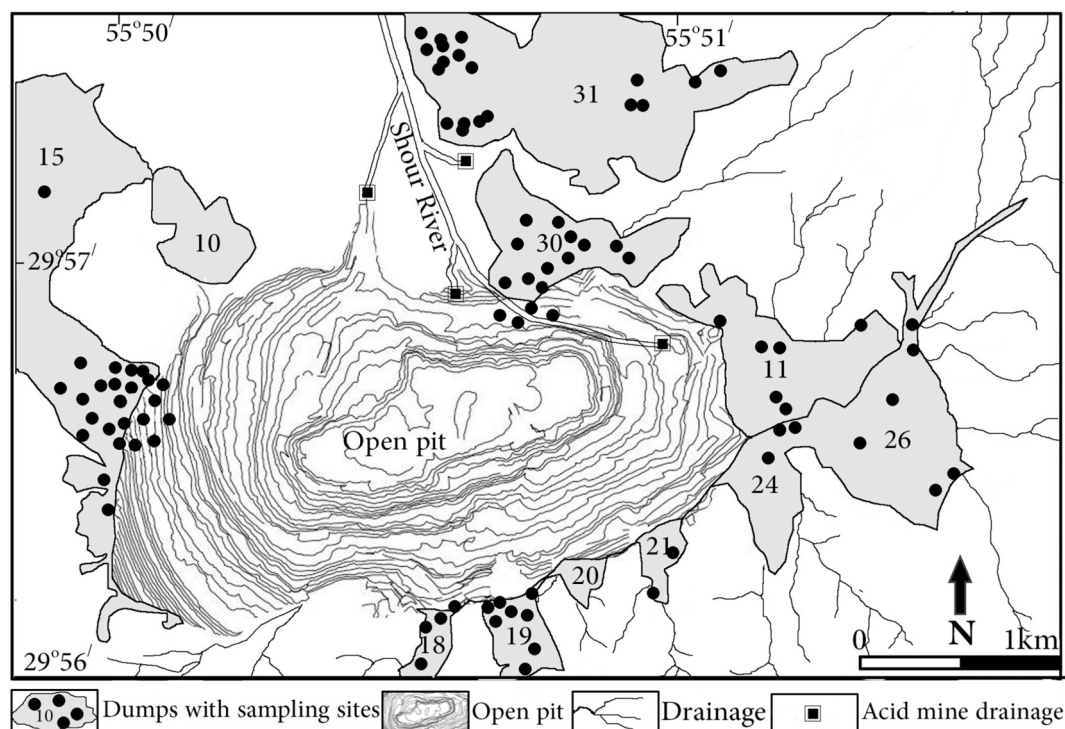 55°50′
55°51′
31
Shour River
15
10
30
29°57′
11
Open pit
26
24
21
20
19
18
29°56′
N
0
1km
10
Dumps with sampling sites
Open pit
Drainage
Acid mine drainage